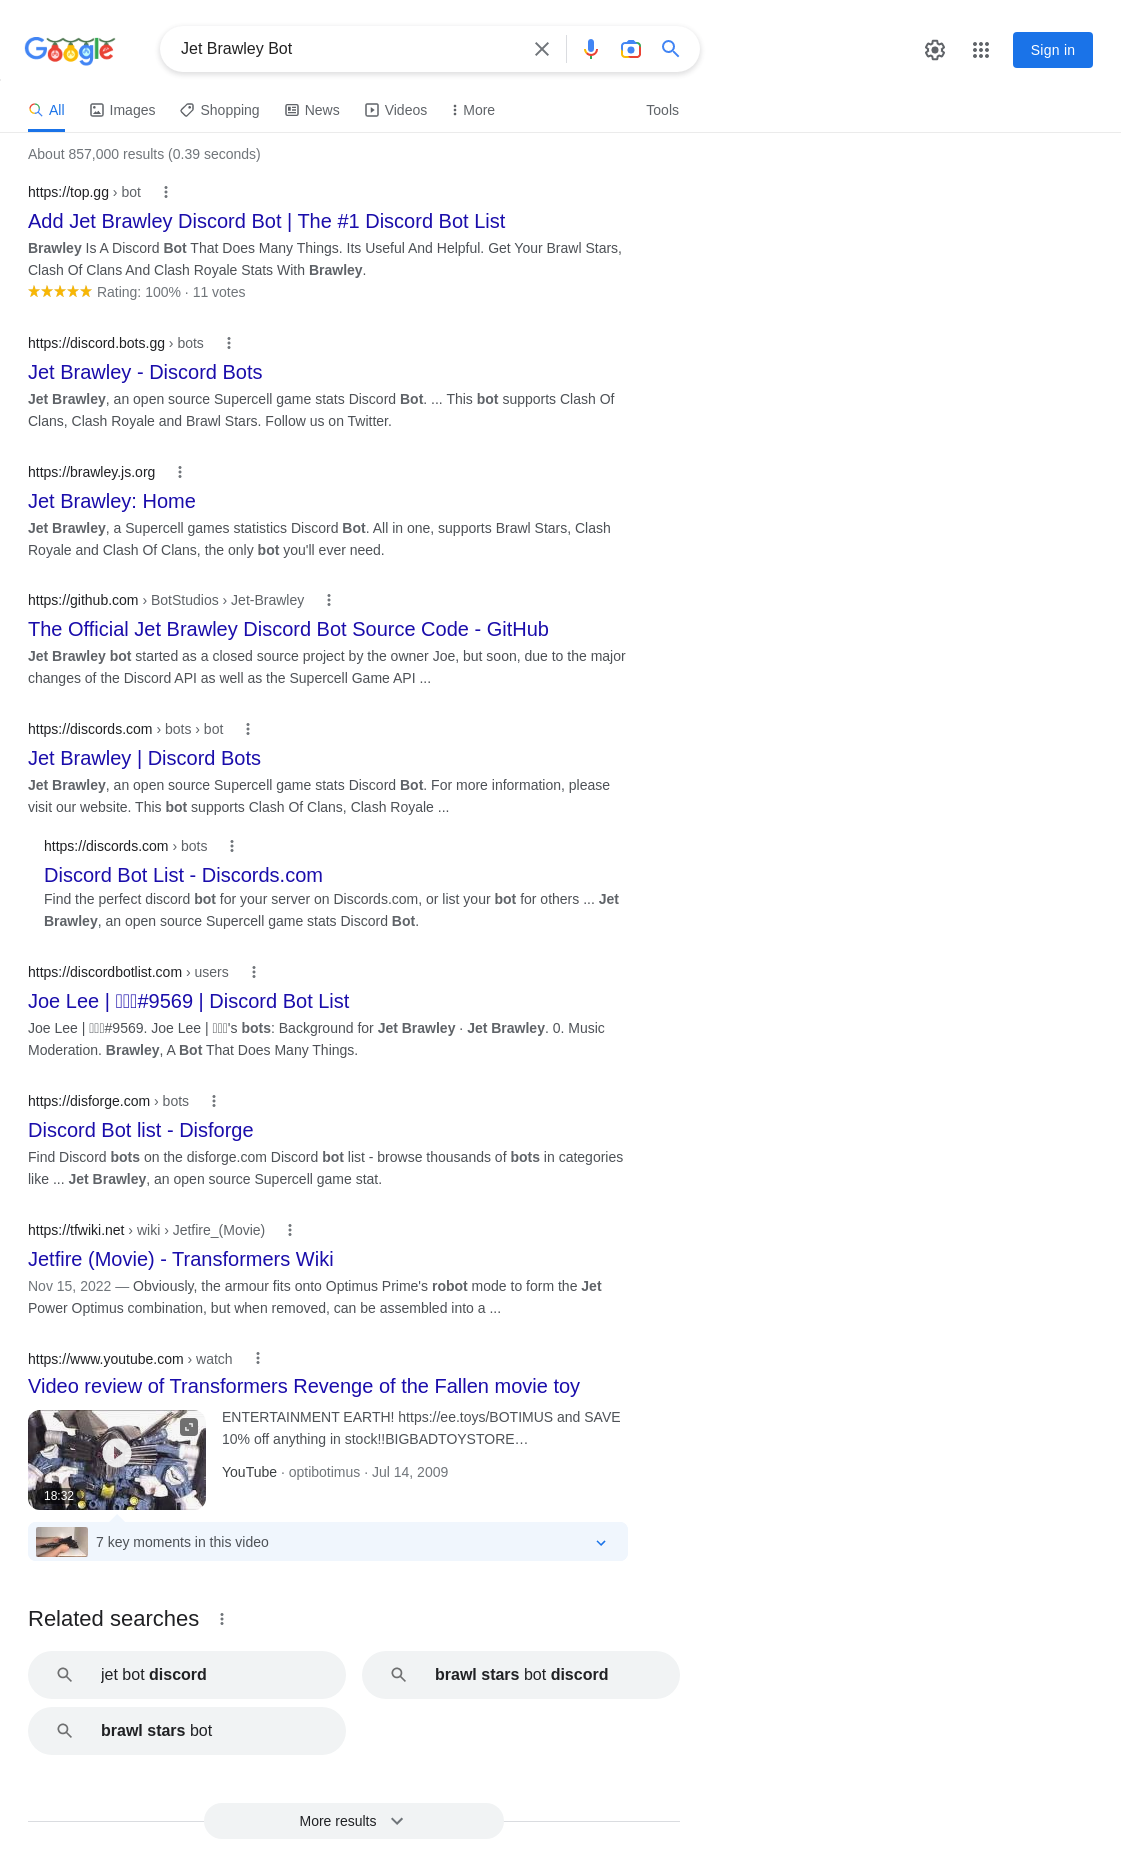 Google
Jet Brawley Bot
Sign in
All
Images
Shopping
News
Videos
More
Tools
About 857,000 results (0.39 seconds)
https://top.gg › bot
Add Jet Brawley Discord Bot | The #1 Discord Bot List
Brawley Is A Discord Bot That Does Many Things. Its Useful And Helpful. Get Your Brawl Stars,
Clash Of Clans And Clash Royale Stats With Brawley.
Rating: 100% · 11 votes
https://discord.bots.gg › bots
Jet Brawley - Discord Bots
Jet Brawley, an open source Supercell game stats Discord Bot. ... This bot supports Clash Of
Clans, Clash Royale and Brawl Stars. Follow us on Twitter.
https://brawley.js.org
Jet Brawley: Home
Jet Brawley, a Supercell games statistics Discord Bot. All in one, supports Brawl Stars, Clash
Royale and Clash Of Clans, the only bot you'll ever need.
https://github.com › BotStudios › Jet-Brawley
The Official Jet Brawley Discord Bot Source Code - GitHub
Jet Brawley bot started as a closed source project by the owner Joe, but soon, due to the major
changes of the Discord API as well as the Supercell Game API ...
https://discords.com › bots › bot
Jet Brawley | Discord Bots
Jet Brawley, an open source Supercell game stats Discord Bot. For more information, please
visit our website. This bot supports Clash Of Clans, Clash Royale ...
https://discords.com › bots
Discord Bot List - Discords.com
Find the perfect discord bot for your server on Discords.com, or list your bot for others ... Jet
Brawley, an open source Supercell game stats Discord Bot.
https://discordbotlist.com › users
Joe Lee | #9569 | Discord Bot List
Joe Lee | #9569. Joe Lee | 's bots: Background for Jet Brawley · Jet Brawley. 0. Music
Moderation. Brawley, A Bot That Does Many Things.
https://disforge.com › bots
Discord Bot list - Disforge
Find Discord bots on the disforge.com Discord bot list - browse thousands of bots in categories
like ... Jet Brawley, an open source Supercell game stat.
https://tfwiki.net › wiki › Jetfire_(Movie)
Jetfire (Movie) - Transformers Wiki
Nov 15, 2022 — Obviously, the armour fits onto Optimus Prime's robot mode to form the Jet
Power Optimus combination, but when removed, can be assembled into a ...
https://www.youtube.com › watch
Video review of Transformers Revenge of the Fallen movie toy
ENTERTAINMENT EARTH! https://ee.toys/BOTIMUS and SAVE
10% off anything in stock!!BIGBADTOYSTORE…
YouTube · optibotimus · Jul 14, 2009
18:32
7 key moments in this video
Related searches
jet bot discord
brawl stars bot discord
brawl stars bot
More results